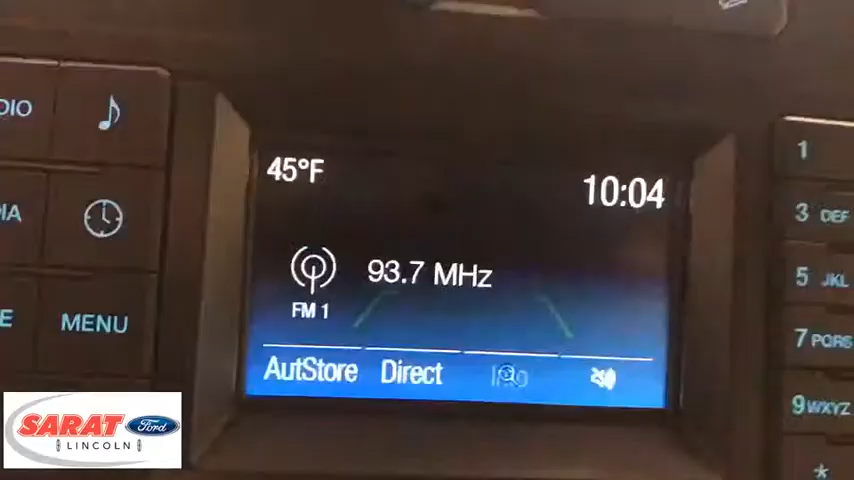 DIO
45°F
10:04
1
3 DEF
DIA
93.7 MHz
FM 1
5 JKL
E
MENU
AutStore
Direct
7 PQRS
9 WXYZ
*
SARAT
Ford
LINCOLN